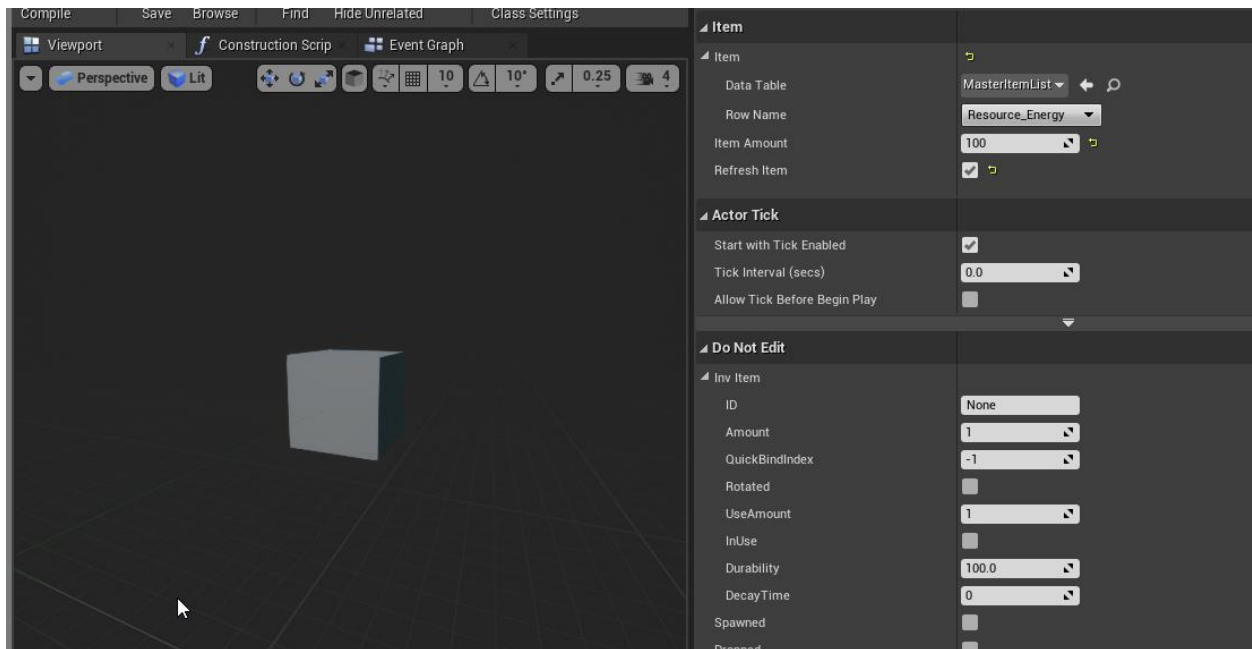 Compile Save Browse Find Hide Unrelated Class Settings
Viewport Construction Scrip Event Graph
Perspective Lit 10 10° 0.25 4
Item
Item
Data Table MasterItemList
Row Name Resource_Energy
Item Amount 100
Refresh Item
Actor Tick
Start with Tick Enabled
Tick Interval (secs) 0.0
Allow Tick Before Begin Play
Do Not Edit
Inv Item
ID None
Amount 1
QuickBindIndex -1
Rotated
UseAmount 1
InUse
Durability 100.0
DecayTime 0
Spawned
Dropped